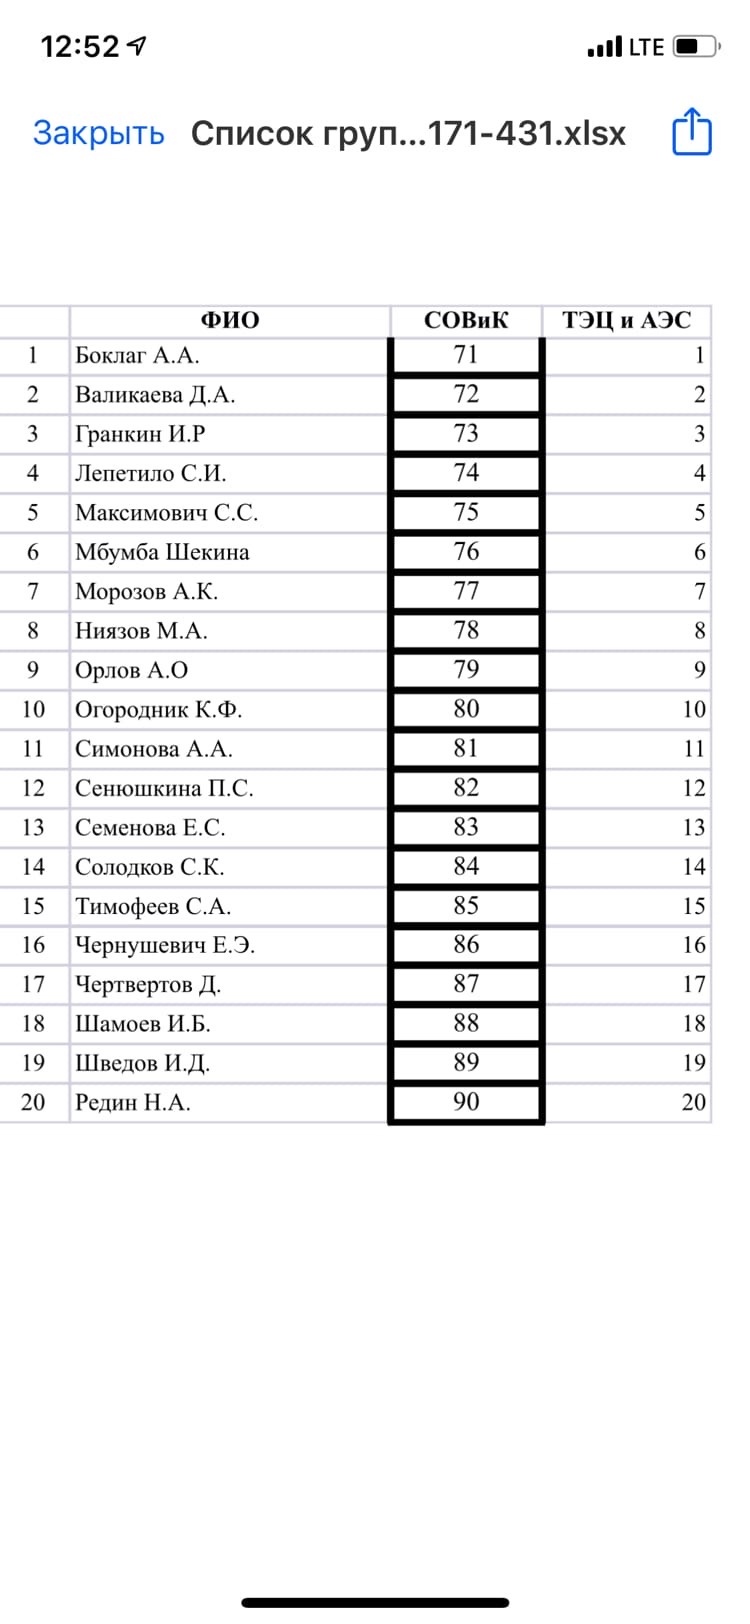 12:52 LTE
Закрыть Список груп...171-431.xlsx
ФИО СОВиК ТЭЦ и АЭС
1 Боклаг А.А. 71 1
2 Валикаева Д.А. 72 2
3 Гранкин И.Р 73 3
4 Лепетило С.И. 74 4
5 Максимович С.С. 75 5
6 Мбумба Шекина 76 6
7 Морозов А.К. 77 7
8 Ниязов М.А. 78 8
9 Орлов А.О 79 9
10 Огородник К.Ф. 80 10
11 Симонова А.А. 81 11
12 Сенюшкина П.С. 82 12
13 Семенова Е.С. 83 13
14 Солодков С.К. 84 14
15 Тимофеев С.А. 85 15
16 Чернушевич Е.Э. 86 16
17 Чертвертов Д. 87 17
18 Шамоев И.Б. 88 18
19 Шведов И.Д. 89 19
20 Редин Н.А. 90 20